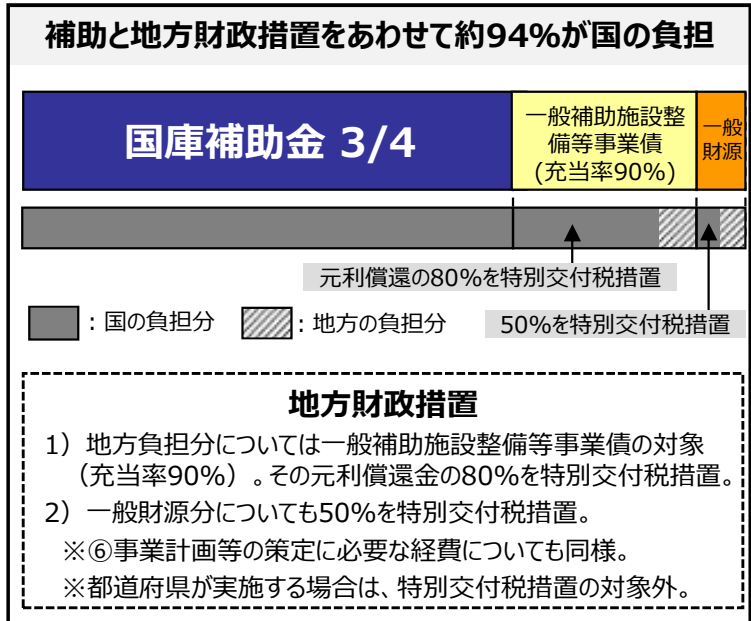 補助と地方財政措置をあわせて約94%が国の負担
国庫補助金 3/4
一般補助施設整
備等事業債
(充当率90%)
一般
財源
元利償還の80%を特別交付税措置
：国の負担分
：地方の負担分
50%を特別交付税措置
地方財政措置
1）地方負担分については一般補助施設整備等事業債の対象
（充当率90%）。その元利償還金の80%を特別交付税措置。
2）一般財源分についても50%を特別交付税措置。
※⑥事業計画等の策定に必要な経費についても同様。
※都道府県が実施する場合は、特別交付税措置の対象外。